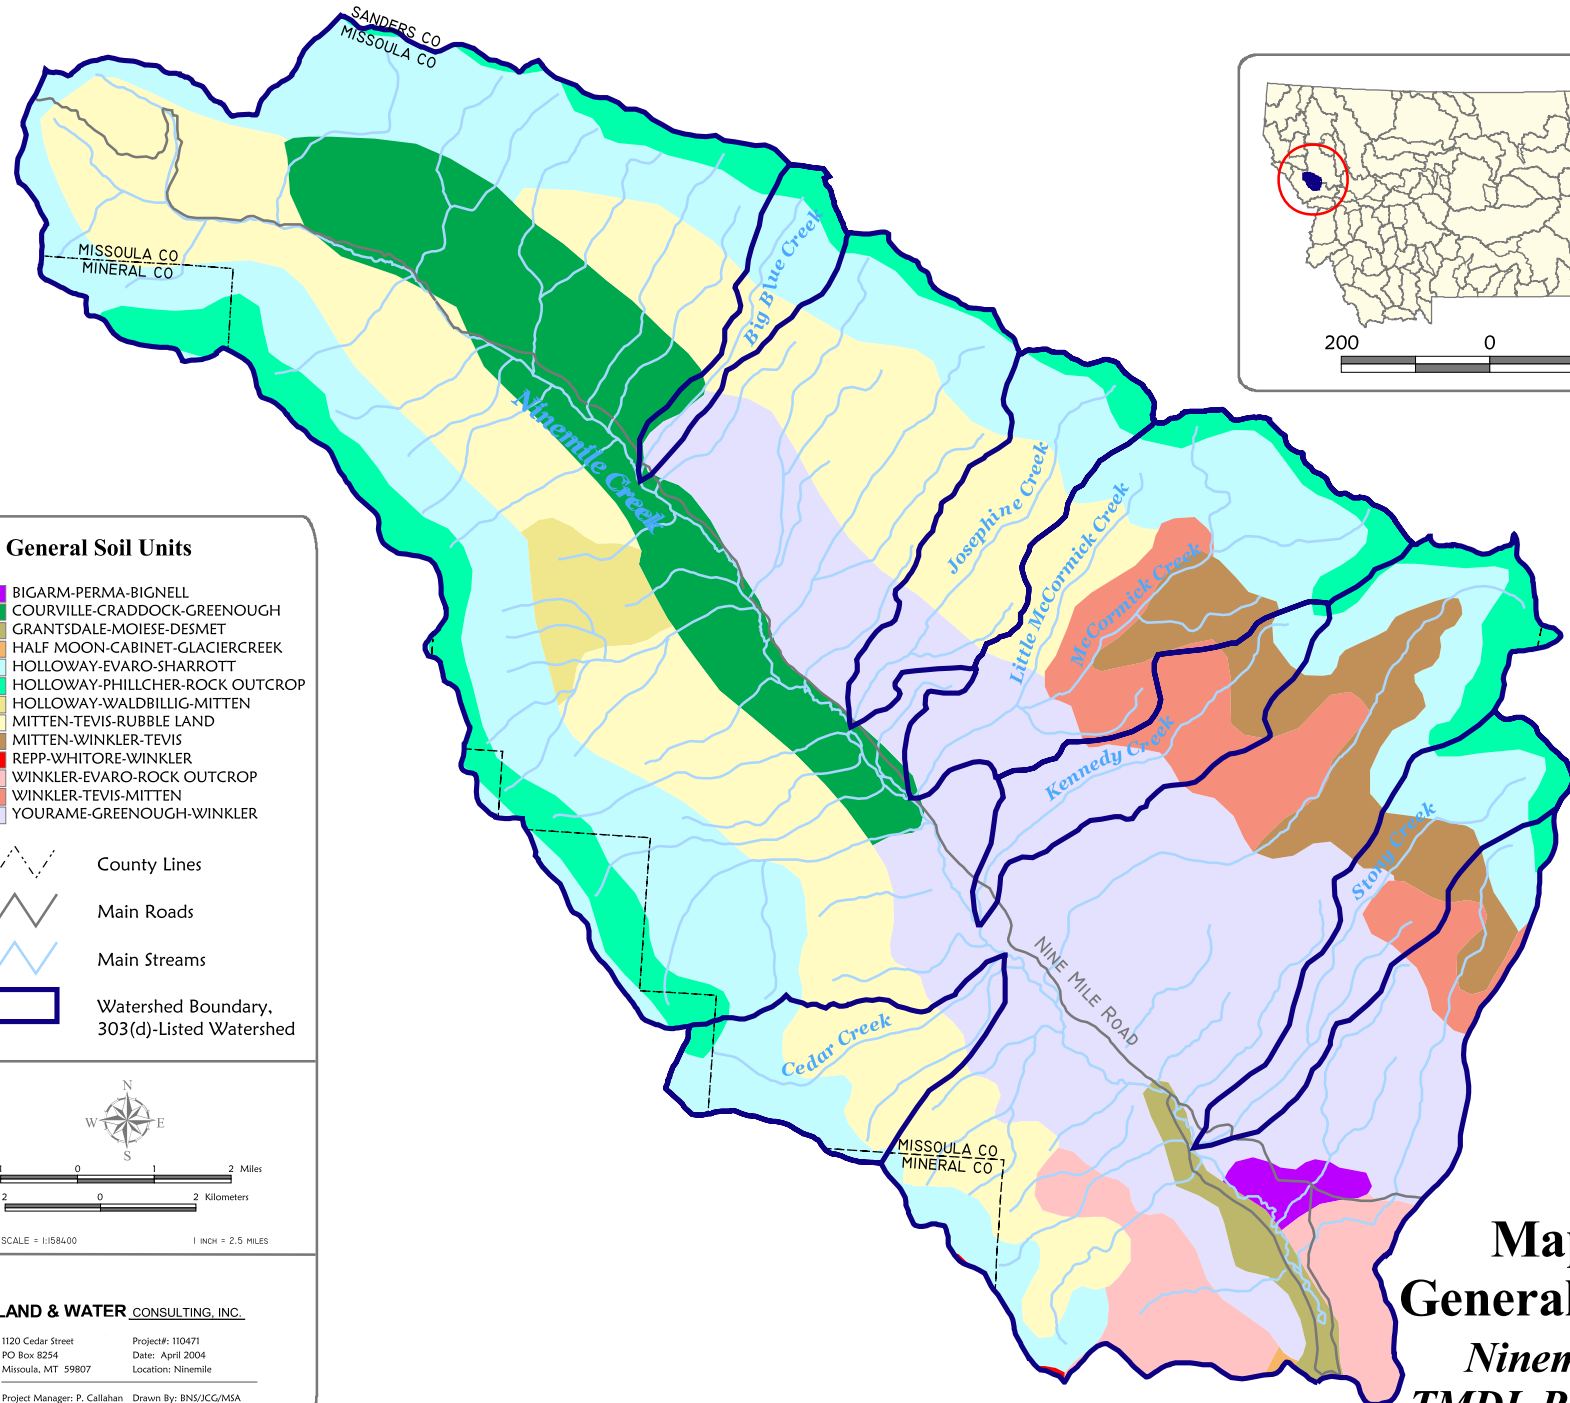 SANDERS CO
MISSOULA CO
MISSOULA CO
MINERAL CO
Big Blue Creek
Ninemile Creek
Josephine Creek
Little McCormick Creek
McCormick Creek
Kennedy Creek
Stony Creek
Cedar Creek
NINE MILE ROAD
MISSOULA CO
MINERAL CO
200 0
General Soil Units
BIGARM-PERMA-BIGNELL
COURVILLE-CRADDOCK-GREENOUGH
GRANTSDALE-MOIESE-DESMET
HALF MOON-CABINET-GLACIERCREEK
HOLLOWAY-EVARO-SHARROTT
HOLLOWAY-PHILLCHER-ROCK OUTCROP
HOLLOWAY-WALDBILLIG-MITTEN
MITTEN-TEVIS-RUBBLE LAND
MITTEN-WINKLER-TEVIS
REPP-WHITORE-WINKLER
WINKLER-EVARO-ROCK OUTCROP
WINKLER-TEVIS-MITTEN
YOURAME-GREENOUGH-WINKLER
County Lines
Main Roads
Main Streams
Watershed Boundary,
303(d)-Listed Watershed
N
W E
S
1 0 1 2 Miles
2 0 2 Kilometers
SCALE = 1:158400 1 INCH = 2.5 MILES
LAND & WATER CONSULTING, INC.
1120 Cedar Street Project#: 110471
PO Box 8254 Date: April 2004
Missoula, MT 59807 Location: Ninemile
Project Manager: P. Callahan Drawn By: BNS/JCG/MSA
Ma
General
Ninem
TMDL P